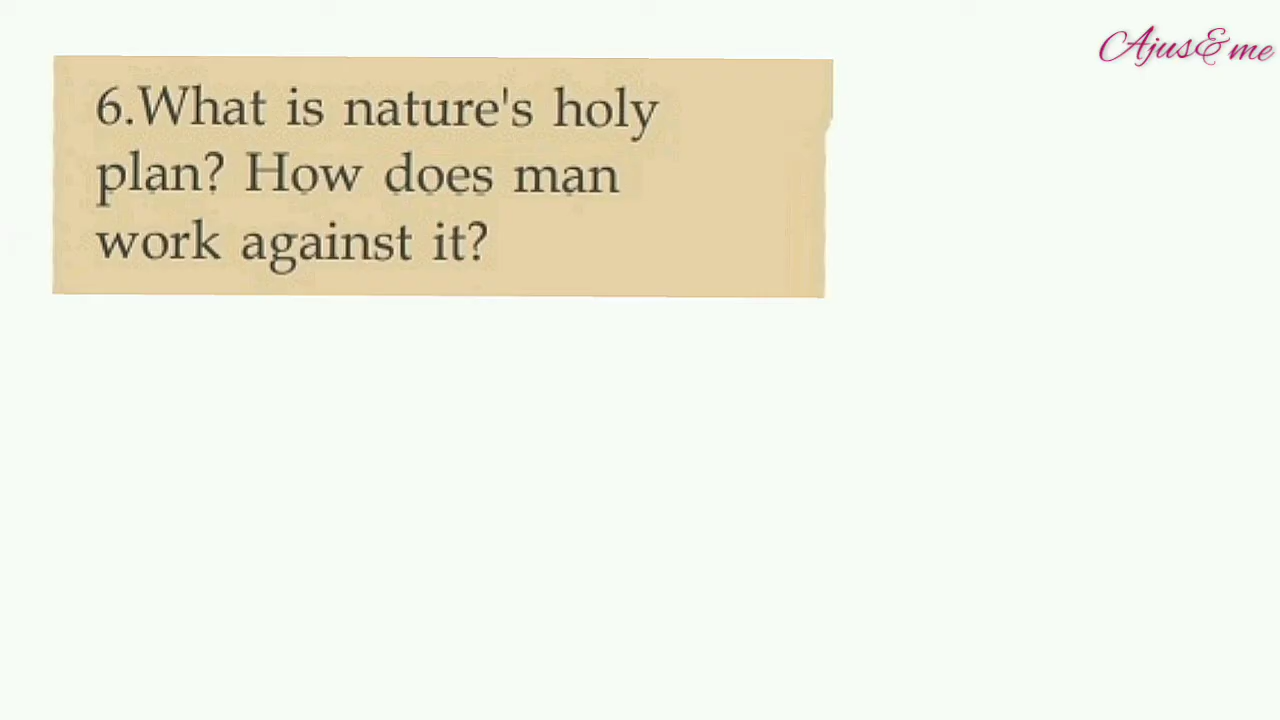 Ajus& me
6.What is nature's holy
plan? How does man
work against it?